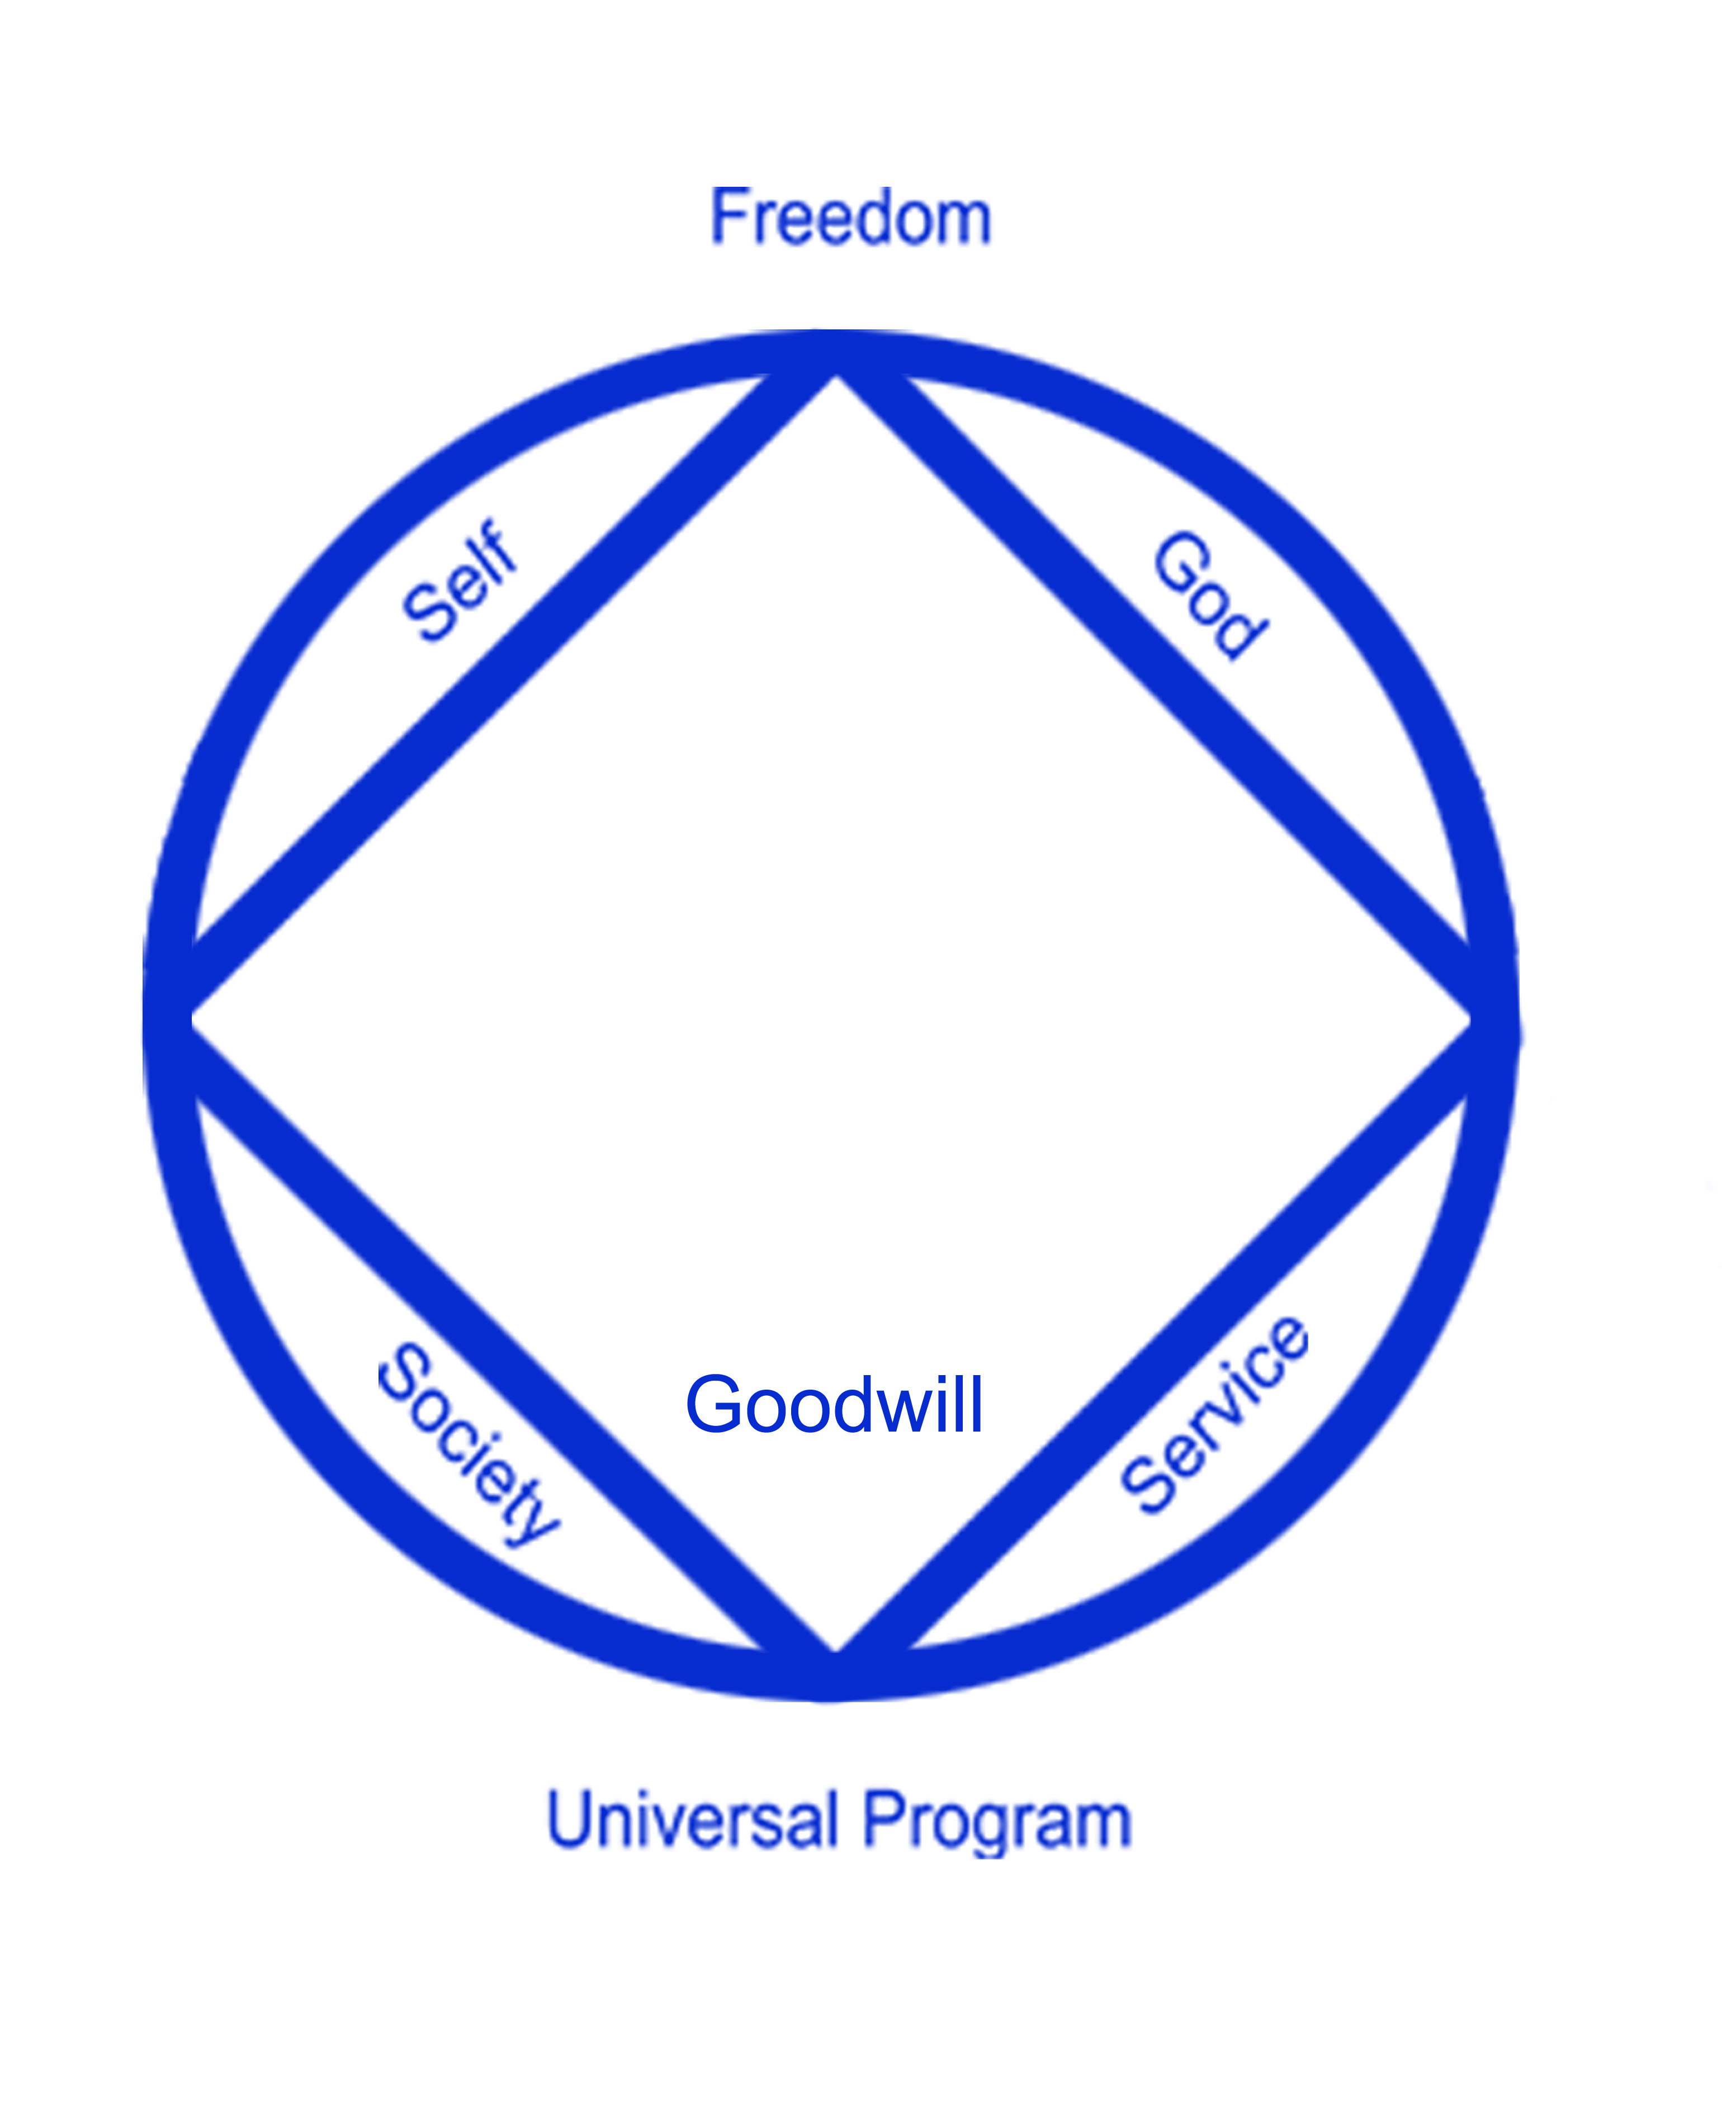 Freedom
Self
God
Society
Goodwill
Service
Universal Program